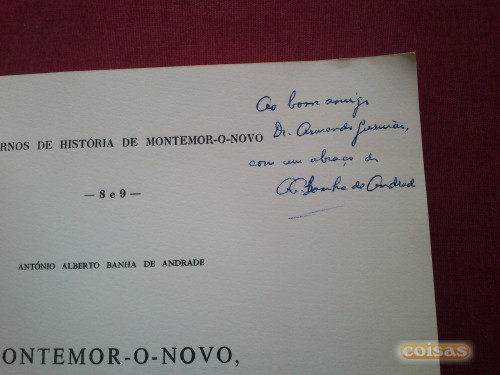 Ao bom amigo
Dr. Armando Gusmão,
com um abraço de
A. A. Banha de Andrade
RNOS DE HISTÓRIA DE MONTEMOR-O-NOVO
— 8 e 9 —
ANTÓNIO ALBERTO BANHA DE ANDRADE
ONTEMOR-O-NOVO,
coisas